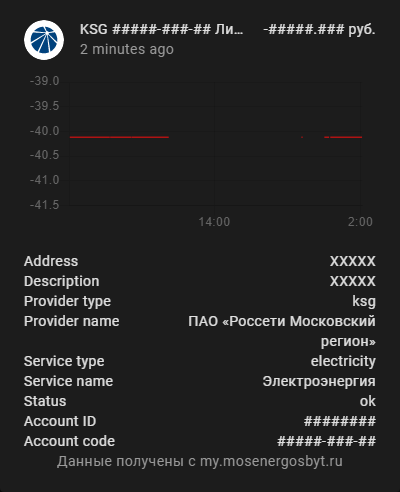 KSG #####-###-## Ли… -#####.### руб.
2 minutes ago
-39.0
-39.5
-40.0
-40.5
-41.0
-41.5
14:00 2:00
Address XXXXX
Description XXXXX
Provider type ksg
Provider name ПАО «Россети Московский
регион»
Service type electricity
Service name Электроэнергия
Status ok
Account ID ########
Account code #####-###-##
Данные получены с my.mosenergosbyt.ru